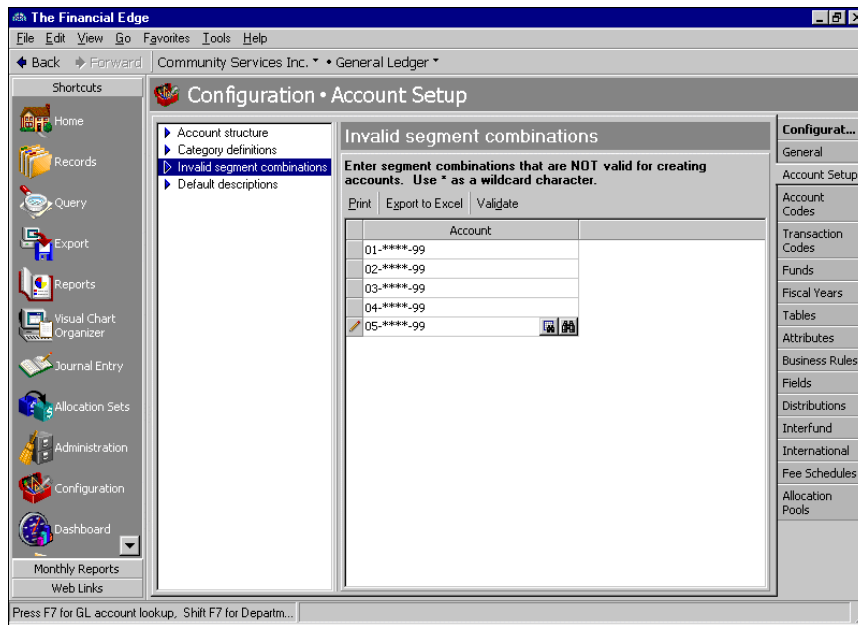 The Financial Edge
File Edit View Go Favorites Tools Help
Back Forward Community Services Inc. • General Ledger
Shortcuts
Home
Records
Query
Export
Reports
Visual Chart
Organizer
Journal Entry
Allocation Sets
Administration
Configuration
Dashboard
Monthly Reports
Web Links
Configuration • Account Setup
Account structure
Category definitions
Invalid segment combinations
Default descriptions
Invalid segment combinations
Enter segment combinations that are NOT valid for creating
accounts. Use * as a wildcard character.
Print Export to Excel Validate
Account
01-****-99
02-****-99
03-****-99
04-****-99
05-****-99
Configurat...
General
Account Setup
Account
Codes
Transaction
Codes
Funds
Fiscal Years
Tables
Attributes
Business Rules
Fields
Distributions
Interfund
International
Fee Schedules
Allocation
Pools
Press F7 for GL account lookup, Shift F7 for Departm...